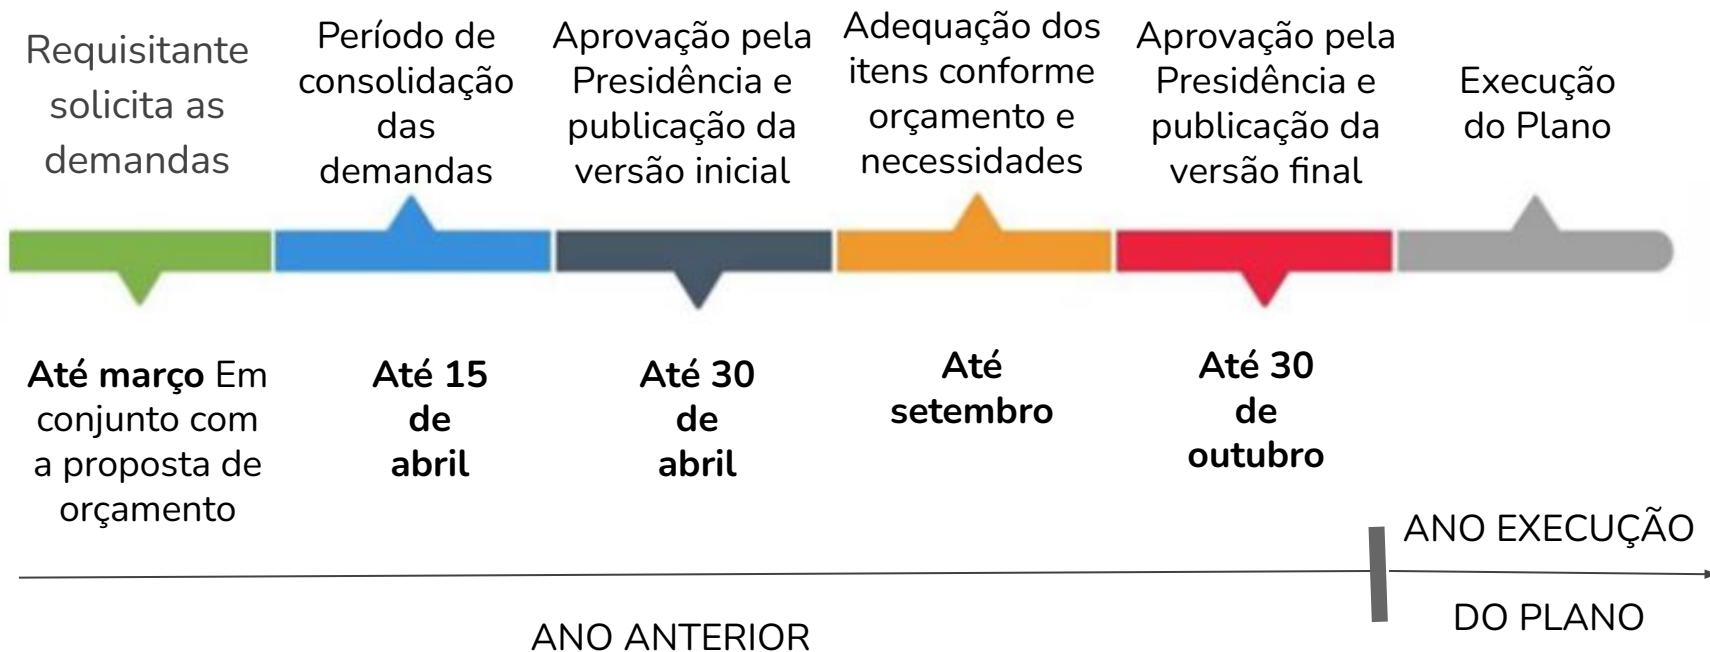 Requisitante
solicita as
demandas
Período de
consolidação
das
demandas
Aprovação pela
Presidência e
publicação da
versão inicial
Adequação dos
itens conforme
orçamento e
necessidades
Aprovação pela
Presidência e
publicação da
versão final
Execução
do Plano
Até março Em
conjunto com
a proposta de
orçamento
Até 15
de
abril
Até 30
de
abril
Até
setembro
Até 30
de
outubro
ANO ANTERIOR
ANO EXECUÇÃO
DO PLANO